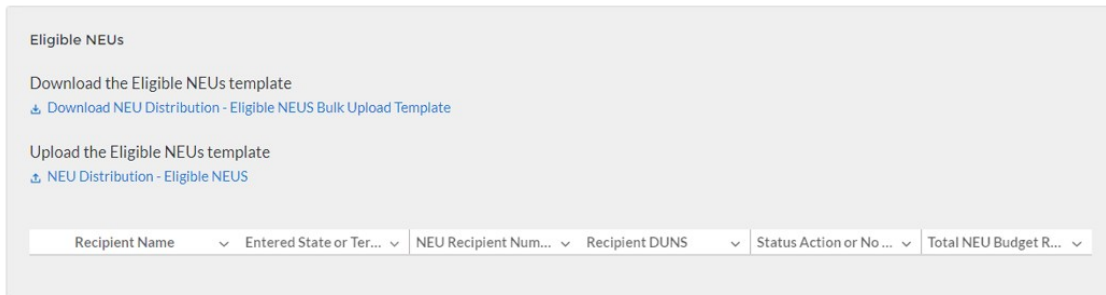 Eligible NEUs
Download the Eligible NEUs template
Download NEU Distribution - Eligible NEUS Bulk Upload Template
Upload the Eligible NEUs template
NEU Distribution - Eligible NEUS
Recipient Name Entered State or Ter... NEU Recipient Num... Recipient DUNS Status Action or No ... Total NEU Budget R...